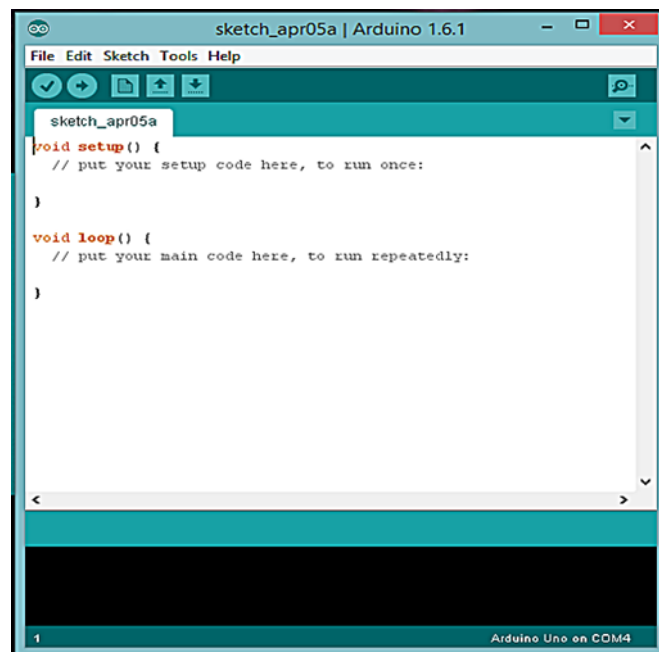 sketch_apr05a | Arduino 1.6.1
File Edit Sketch Tools Help
sketch_apr05a
void setup() {
  // put your setup code here, to run once:
}
void loop() {
  // put your main code here, to run repeatedly:
}
1
Arduino Uno on COM4